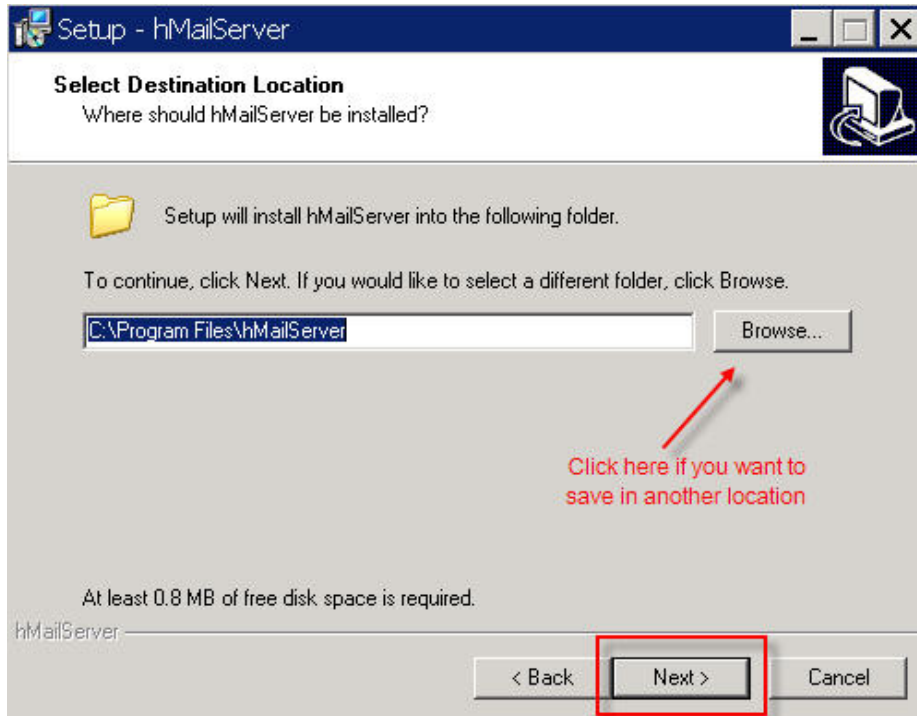 Setup - hMailServer
Select Destination Location
Where should hMailServer be installed?
Setup will install hMailServer into the following folder.
To continue, click Next. If you would like to select a different folder, click Browse.
C:\Program Files\hMailServer
Browse...
Click here if you want to
save in another location
At least 0.8 MB of free disk space is required.
hMailServer
< Back
Next >
Cancel